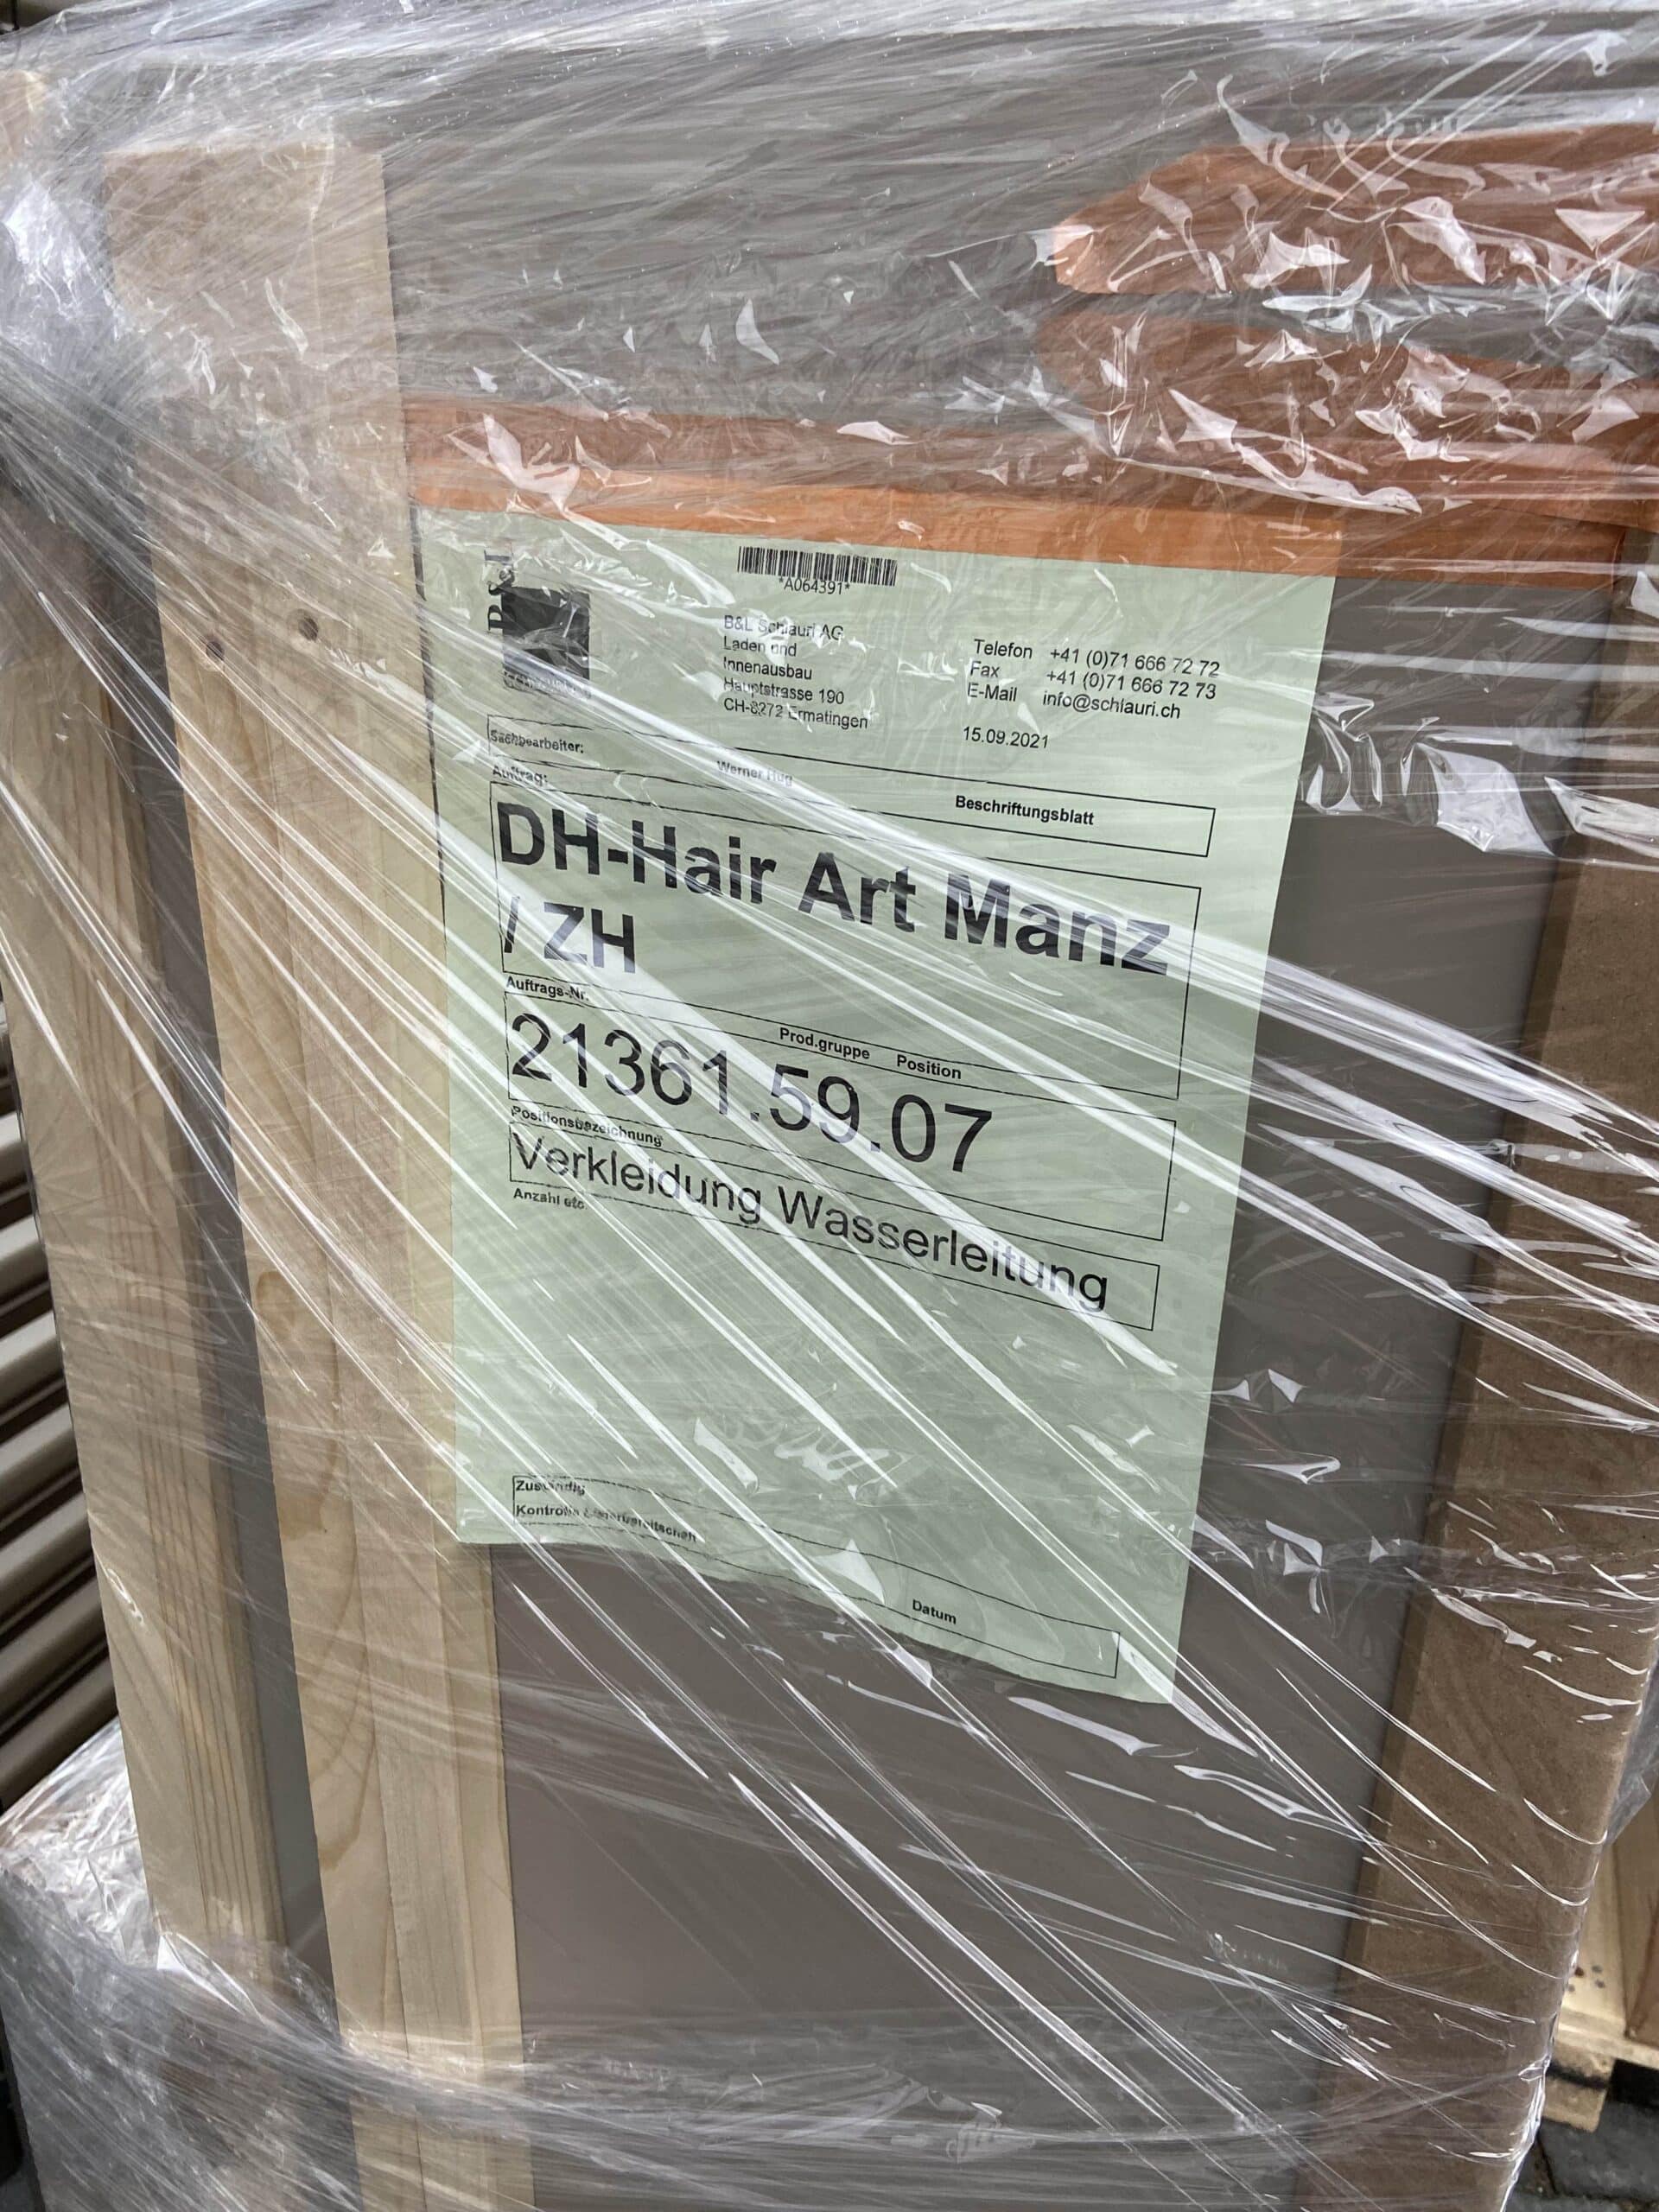 B&L
*A064391*
B&L Schlauri AG
Laden und
Innenausbau
Hauptstrasse 190
CH-8272 Ermatingen
Telefon +41 (0)71 666 72 72
Fax +41 (0)71 666 72 73
E-Mail info@schlauri.ch
15.09.2021
Sachbearbeiter: Werner Hug Beschriftungsblatt
Auftrag:
DH-Hair Art Manz
/ ZH
Auftrags-Nr. Prod.gruppe Position
21361.59.07
Positionsbezeichnung
Verkleidung Wasserleitung
Anzahl etc
Zuständig
Kontrolle Datum